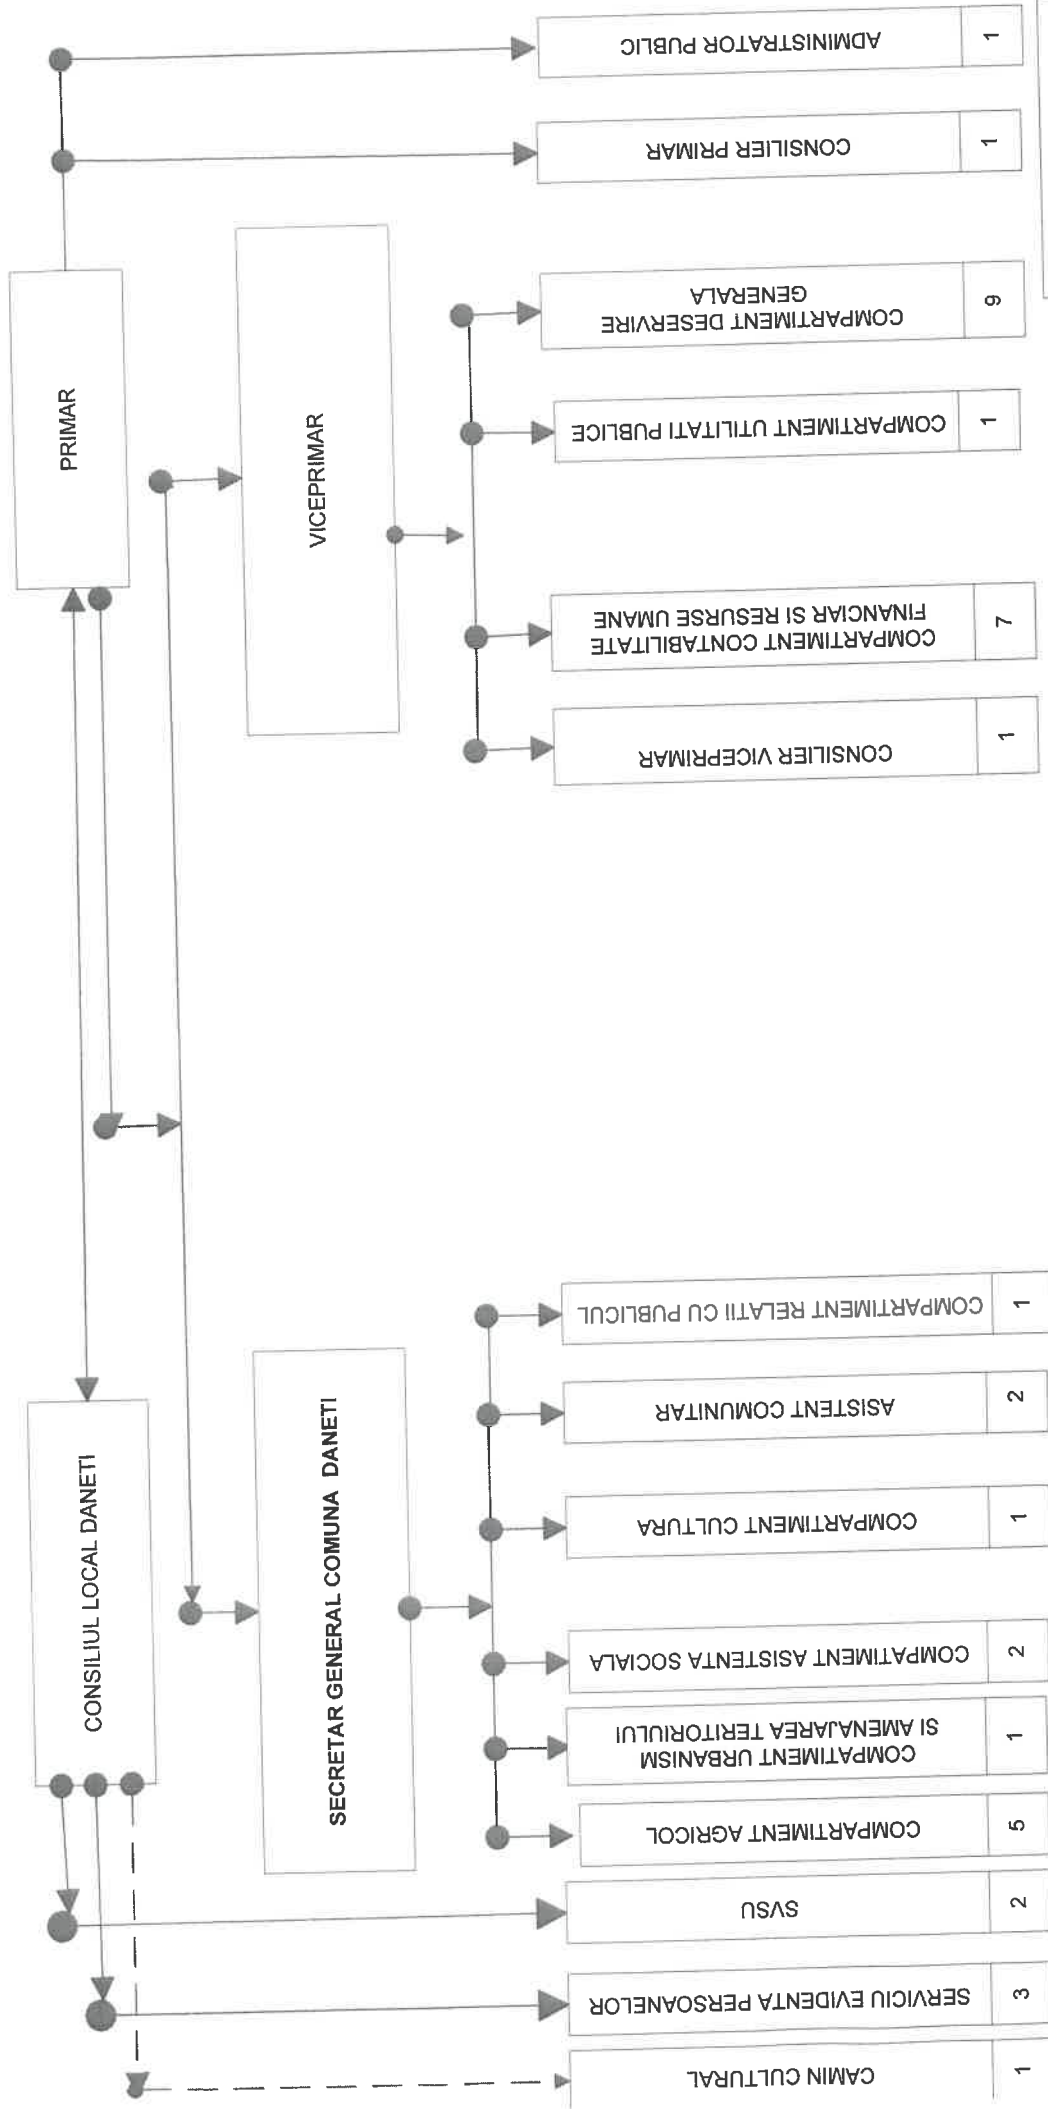 CONSILIUL LOCAL DANETI
PRIMAR
SECRETAR GENERAL COMUNA DANETI
VICEPRIMAR
CAMIN CULTURAL
1
SERVICIU EVIDENTA PERSOANELOR
3
SVSU
2
COMPARTIMENT AGRICOL
5
COMPATIMENT URBANISM
SI AMENAJAREA TERITORIULUI
1
COMPATIMENT ASISTENTA SOCIALA
2
COMPARTIMENT CULTURA
1
ASISTENT COMUNITAR
2
COMPARTIMENT RELATII CU PUBLICUL
1
CONSILIER VICEPRIMAR
1
COMPARTIMENT CONTABILITATE
FINANCIAR SI RESURSE UMANE
7
COMPARTIMENT UTILITATI PUBLICE
1
COMPARTIMENT DESERVIRE
GENERALA
9
CONSILIER PRIMAR
1
ADMINISTRATOR PUBLIC
1